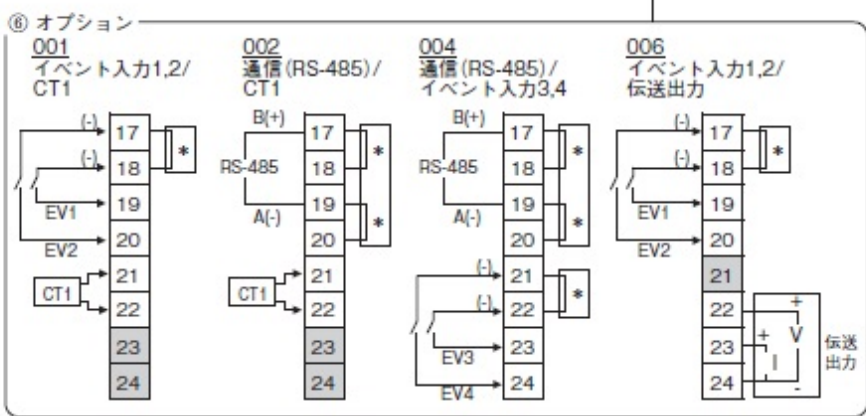 ⑥ オプション
001
イベント入力1,2/
CT1
(-)
17
(-)
18
*
19
EV1
20
EV2
21
CT1
22
23
24
002
通信(RS-485)/
CT1
B(+)
17
*
18
RS-485
19
A(-)
*
20
21
CT1
22
23
24
004
通信(RS-485)/
イベント入力3,4
B(+)
17
*
18
RS-485
19
A(-)
*
20
(-)
21
(-)
22
*
23
EV3
24
EV4
006
イベント入力1,2/
伝送出力
(-)
17
(-)
18
*
19
EV1
20
EV2
21
22
+
23
+
V
I
24
-
伝送
出力